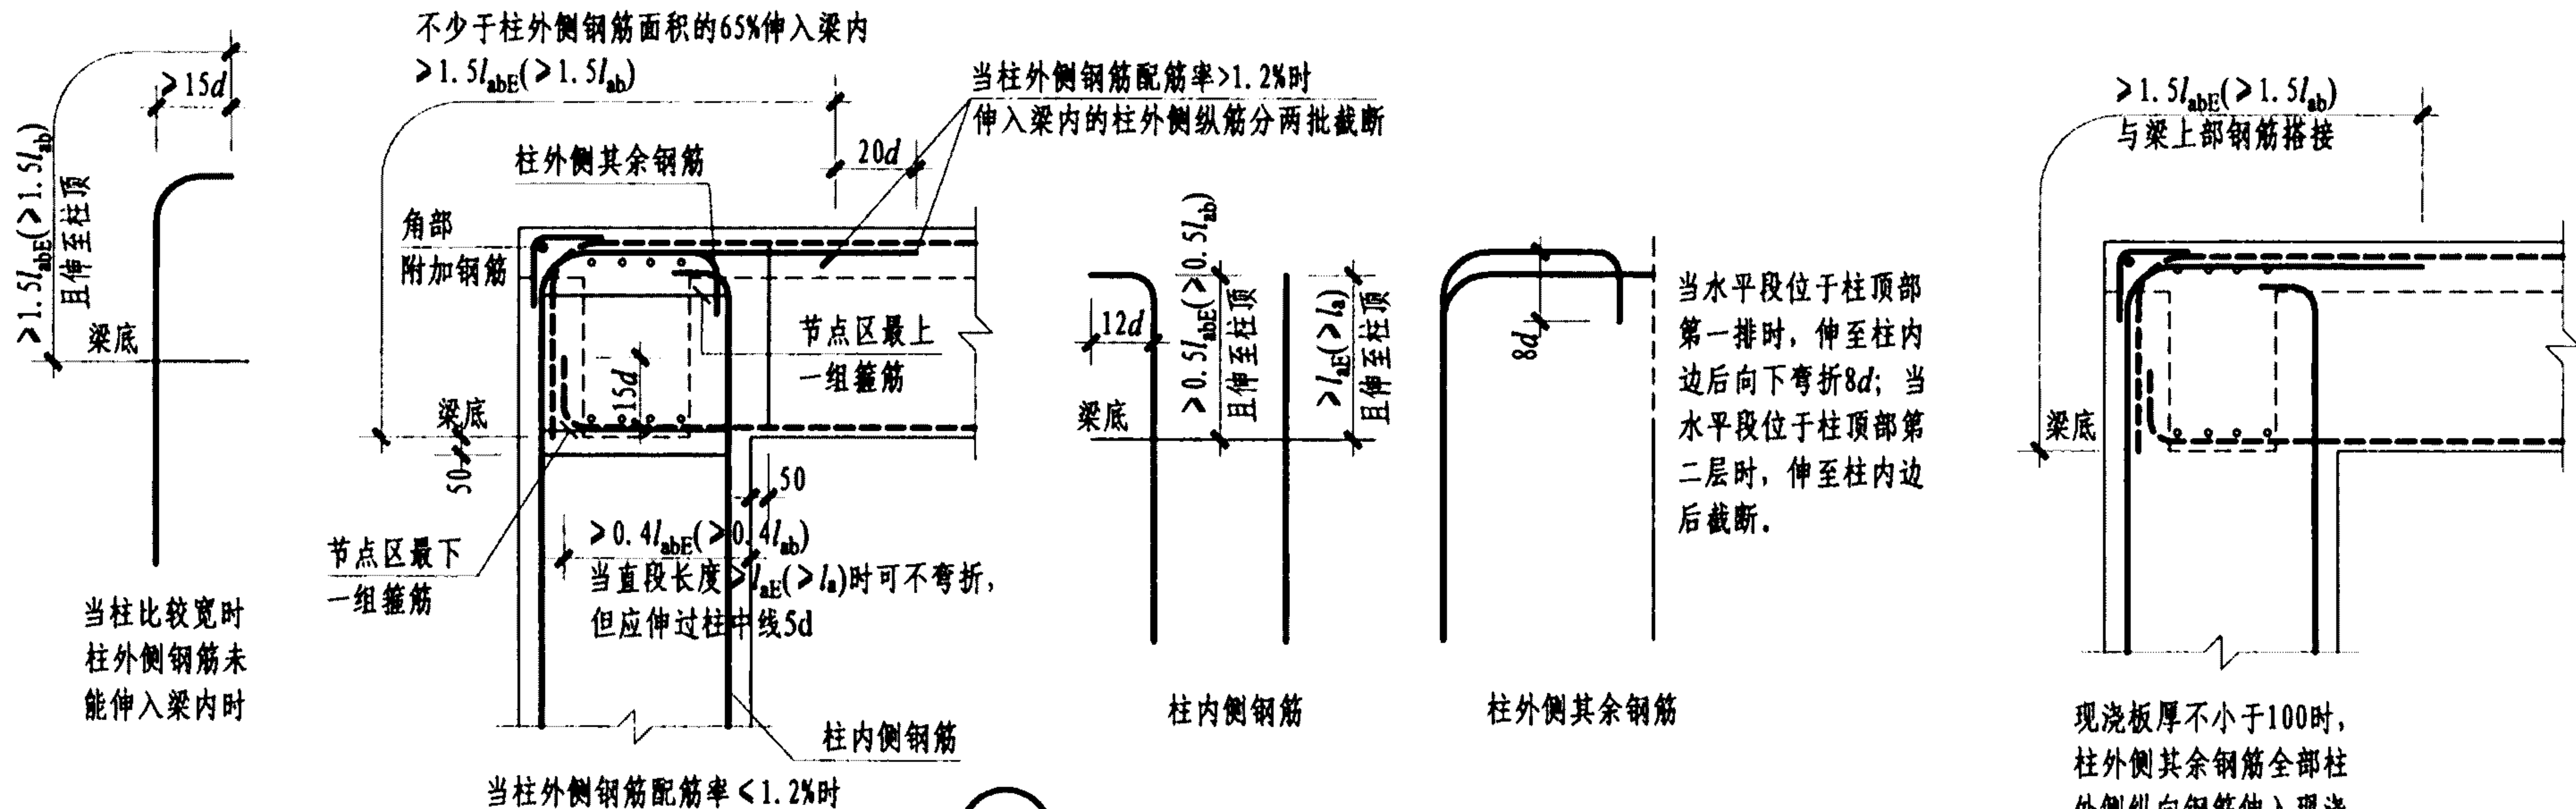 ≥15d
≥1.5labE(≥1.5lab)
且伸至柱顶
梁底
当柱比较宽时
柱外侧钢筋未
能伸入梁内时
不少于柱外侧钢筋面积的65%伸入梁内
≥1.5labE(≥1.5lab)
当柱外侧钢筋配筋率>1.2%时
伸入梁内的柱外侧纵筋分两批截断
20d
柱外侧其余钢筋
角部
附加钢筋
节点区最上
一组箍筋
15d
梁底
50
50
节点区最下
一组箍筋
≥0.4labE(≥0.4lab)
当直段长度≥laE(≥la)时可不弯折,
但应伸过柱中线5d
柱内侧钢筋
当柱外侧钢筋配筋率≤1.2%时
12d
≥0.5labE(≥0.5lab)
且伸至柱顶
≥laE(≥la)
且伸至柱顶
梁底
柱内侧钢筋
8d
当水平段位于柱顶部
第一排时,伸至柱内
边后向下弯折8d;当
水平段位于柱顶部第
二层时,伸至柱内边
后截断.
柱外侧其余钢筋
≥1.5labE(≥1.5lab)
与梁上部钢筋搭接
梁底
现浇板厚不小于100时,
柱外侧其余钢筋全部柱
外侧纵向钢筋伸入现浇